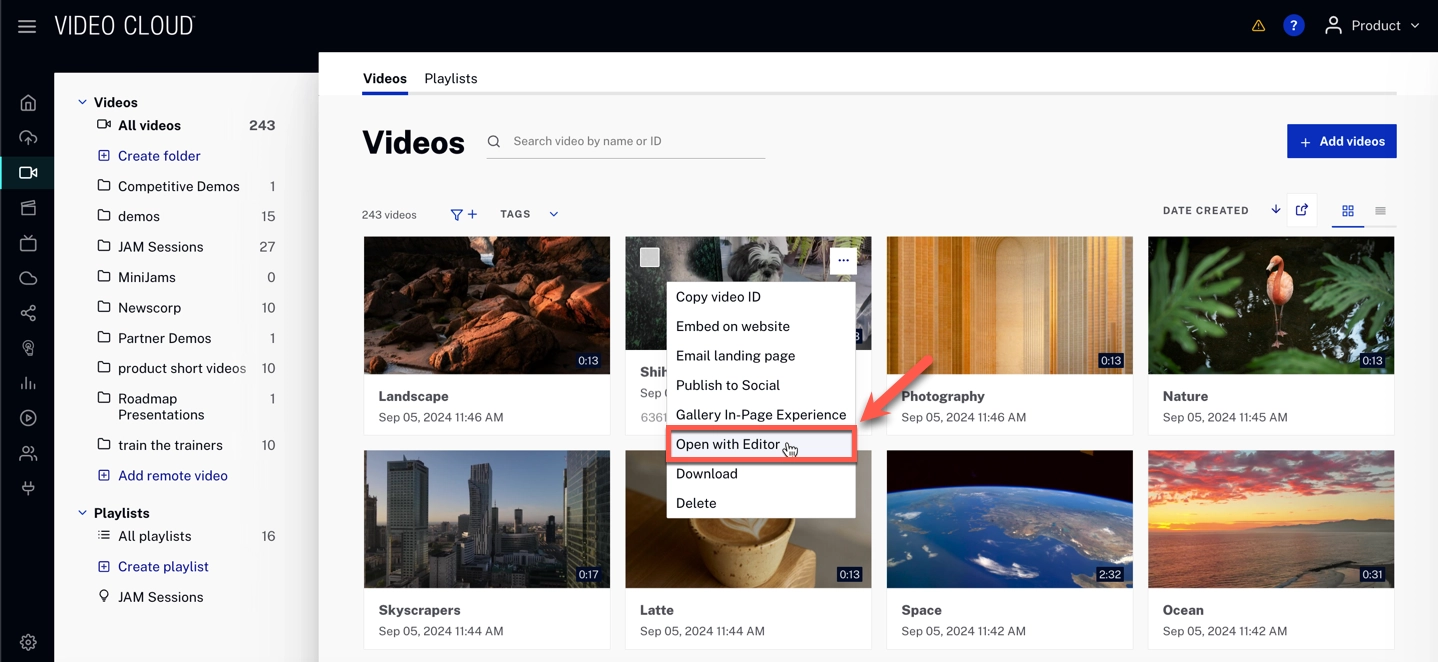 VIDEO CLOUD
?
Product
Videos
All videos 243
Create folder
Competitive Demos 1
demos 15
JAM Sessions 27
MiniJams 0
Newscorp 10
Partner Demos 1
product short videos 10
Roadmap 1
Presentations
train the trainers 10
Add remote video
Playlists
All playlists 16
Create playlist
JAM Sessions
Videos Playlists
Videos
Search video by name or ID
+ Add videos
243 videos
TAGS
DATE CREATED
0:13
Landscape
Sep 05, 2024 11:46 AM
Copy video ID
Embed on website
Email landing page
Publish to Social
Gallery In-Page Experience
Open with Editor
Download
Delete
Shih
Sep
6361
0:13
Photography
Sep 05, 2024 11:46 AM
0:13
Nature
Sep 05, 2024 11:45 AM
0:17
Skyscrapers
Sep 05, 2024 11:44 AM
0:13
Latte
Sep 05, 2024 11:44 AM
2:32
Space
Sep 05, 2024 11:42 AM
0:31
Ocean
Sep 05, 2024 11:42 AM